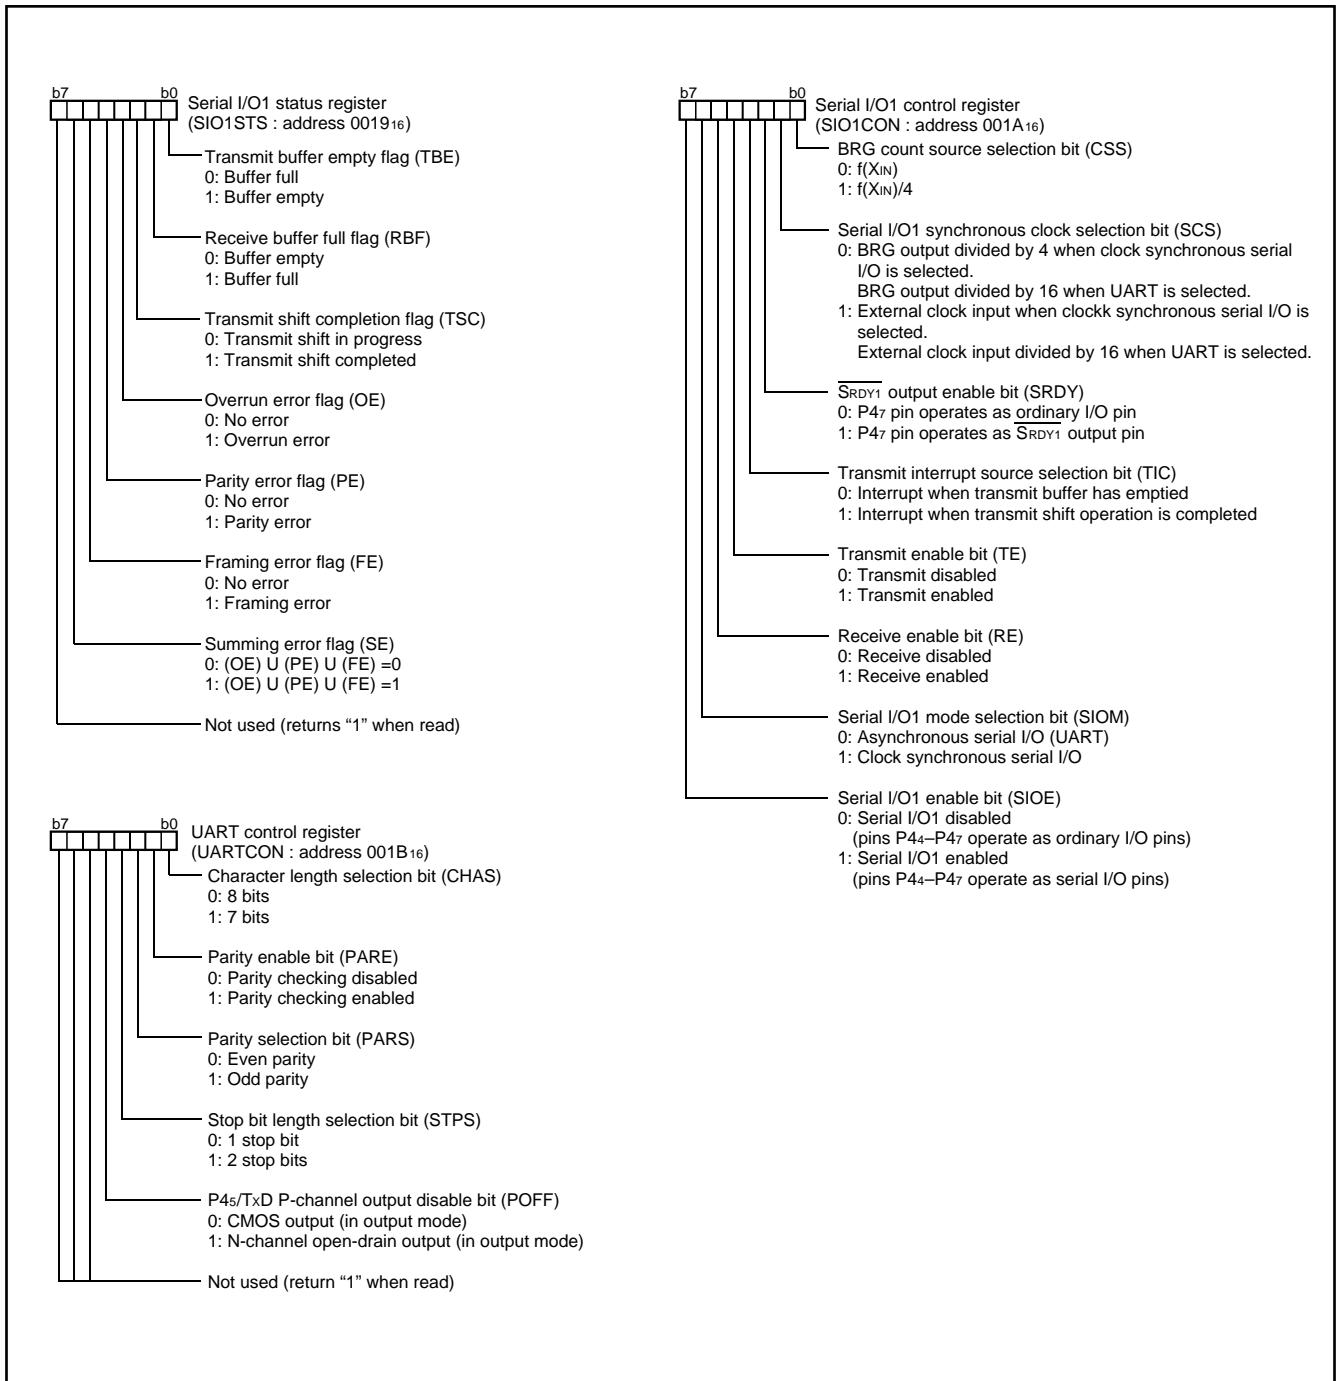 b7 b0
Serial I/O1 status register
(SIO1STS : address 001916)
Transmit buffer empty flag (TBE)
0: Buffer full
1: Buffer empty
Receive buffer full flag (RBF)
0: Buffer empty
1: Buffer full
Transmit shift completion flag (TSC)
0: Transmit shift in progress
1: Transmit shift completed
Overrun error flag (OE)
0: No error
1: Overrun error
Parity error flag (PE)
0: No error
1: Parity error
Framing error flag (FE)
0: No error
1: Framing error
Summing error flag (SE)
0: (OE) U (PE) U (FE) =0
1: (OE) U (PE) U (FE) =1
Not used (returns “1” when read)
b7 b0
UART control register
(UARTCON : address 001B16)
Character length selection bit (CHAS)
0: 8 bits
1: 7 bits
Parity enable bit (PARE)
0: Parity checking disabled
1: Parity checking enabled
Parity selection bit (PARS)
0: Even parity
1: Odd parity
Stop bit length selection bit (STPS)
0: 1 stop bit
1: 2 stop bits
P45/TxD P-channel output disable bit (POFF)
0: CMOS output (in output mode)
1: N-channel open-drain output (in output mode)
Not used (return “1” when read)
b7 b0
Serial I/O1 control register
(SIO1CON : address 001A16)
BRG count source selection bit (CSS)
0: f(XIN)
1: f(XIN)/4
Serial I/O1 synchronous clock selection bit (SCS)
0: BRG output divided by 4 when clock synchronous serial
I/O is selected.
BRG output divided by 16 when UART is selected.
1: External clock input when clockk synchronous serial I/O is
selected.
External clock input divided by 16 when UART is selected.
SRDY1 output enable bit (SRDY)
0: P47 pin operates as ordinary I/O pin
1: P47 pin operates as SRDY1 output pin
Transmit interrupt source selection bit (TIC)
0: Interrupt when transmit buffer has emptied
1: Interrupt when transmit shift operation is completed
Transmit enable bit (TE)
0: Transmit disabled
1: Transmit enabled
Receive enable bit (RE)
0: Receive disabled
1: Receive enabled
Serial I/O1 mode selection bit (SIOM)
0: Asynchronous serial I/O (UART)
1: Clock synchronous serial I/O
Serial I/O1 enable bit (SIOE)
0: Serial I/O1 disabled
(pins P44–P47 operate as ordinary I/O pins)
1: Serial I/O1 enabled
(pins P44–P47 operate as serial I/O pins)